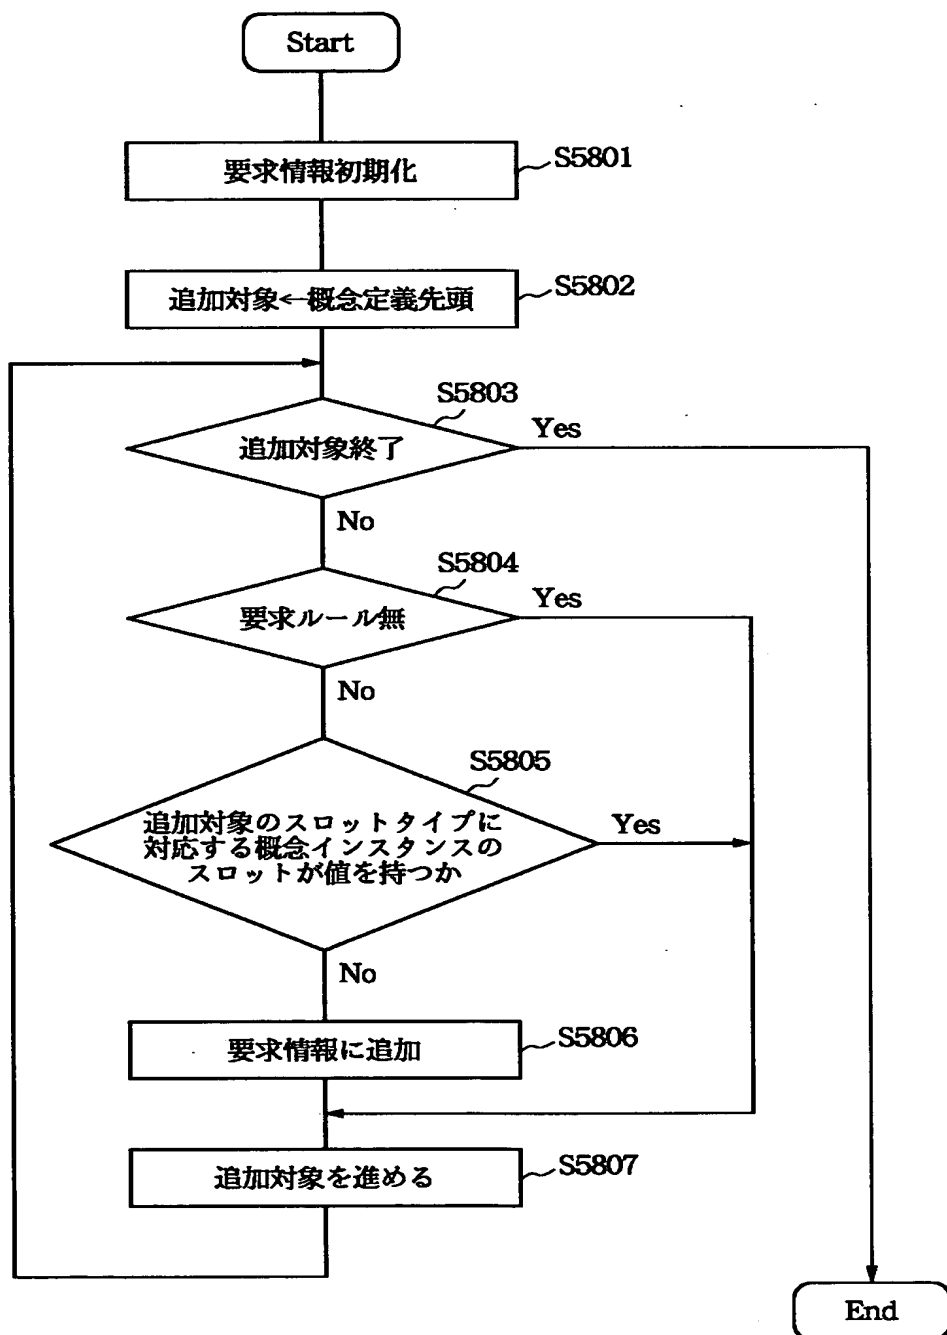 Start
要求情報初期化
S5801
追加対象←概念定義先頭
S5802
S5803
追加対象終了
Yes
No
S5804
要求ルール無
Yes
No
S5805
追加対象のスロットタイプに
対応する概念インスタンスの
スロットが値を持つか
Yes
No
要求情報に追加
S5806
追加対象を進める
S5807
End